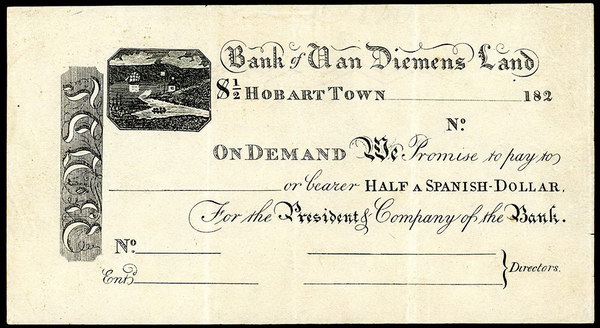 Bank of Van Diemens Land
$ 1/2 HOBART TOWN 182
No.
ON DEMAND We Promise to pay to
or bearer HALF A SPANISH-DOLLAR.
For the President & Company of the Bank.
No.
Entd. Directors.